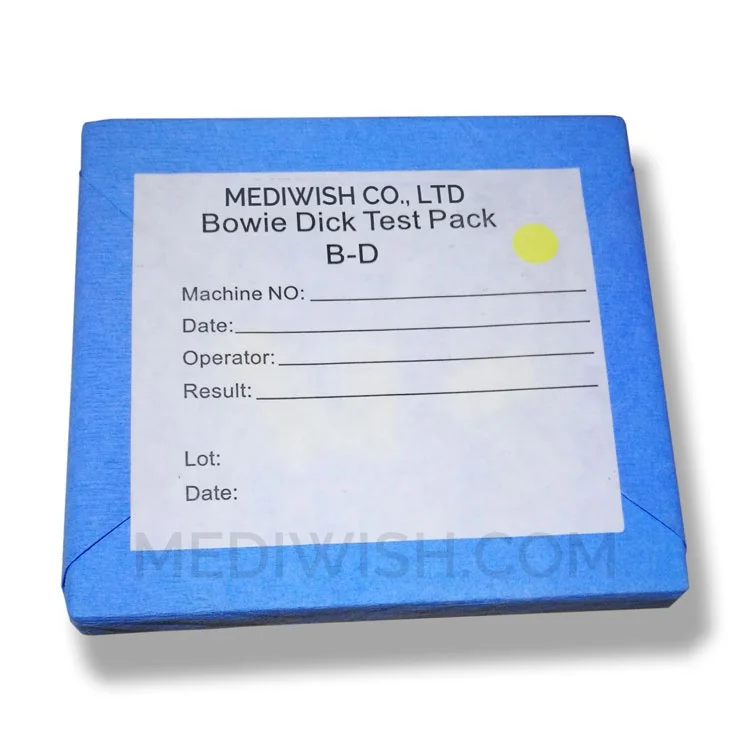 MEDIWISH CO., LTD
Bowie Dick Test Pack
B-D
Machine NO:
Date:
Operator:
Result:
Lot:
Date:
MEDIWISH.COM